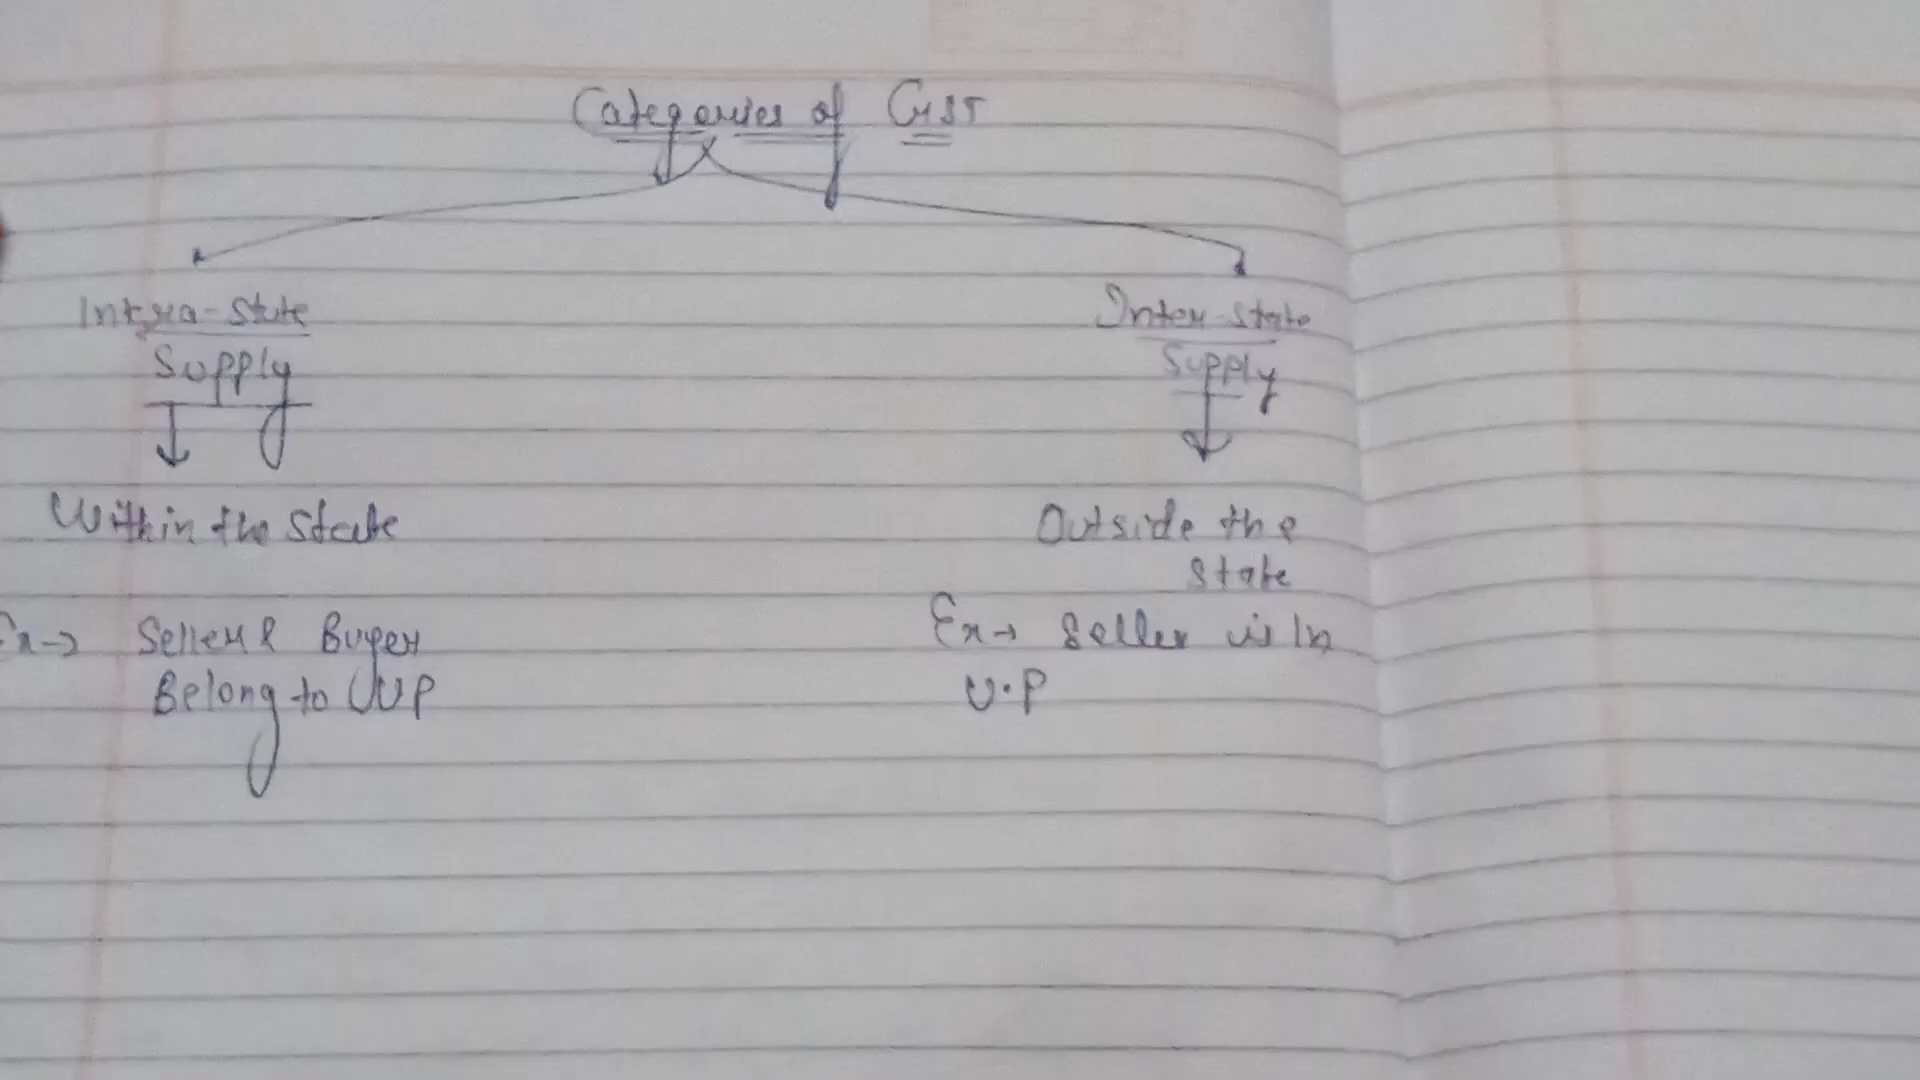 Categories of GST
Intra-State
Supply
Within the State
Ex→ Seller & Buyer
Belong to UP
Inter-state
Supply
Outside the
state
Ex→ Seller is In
U.P